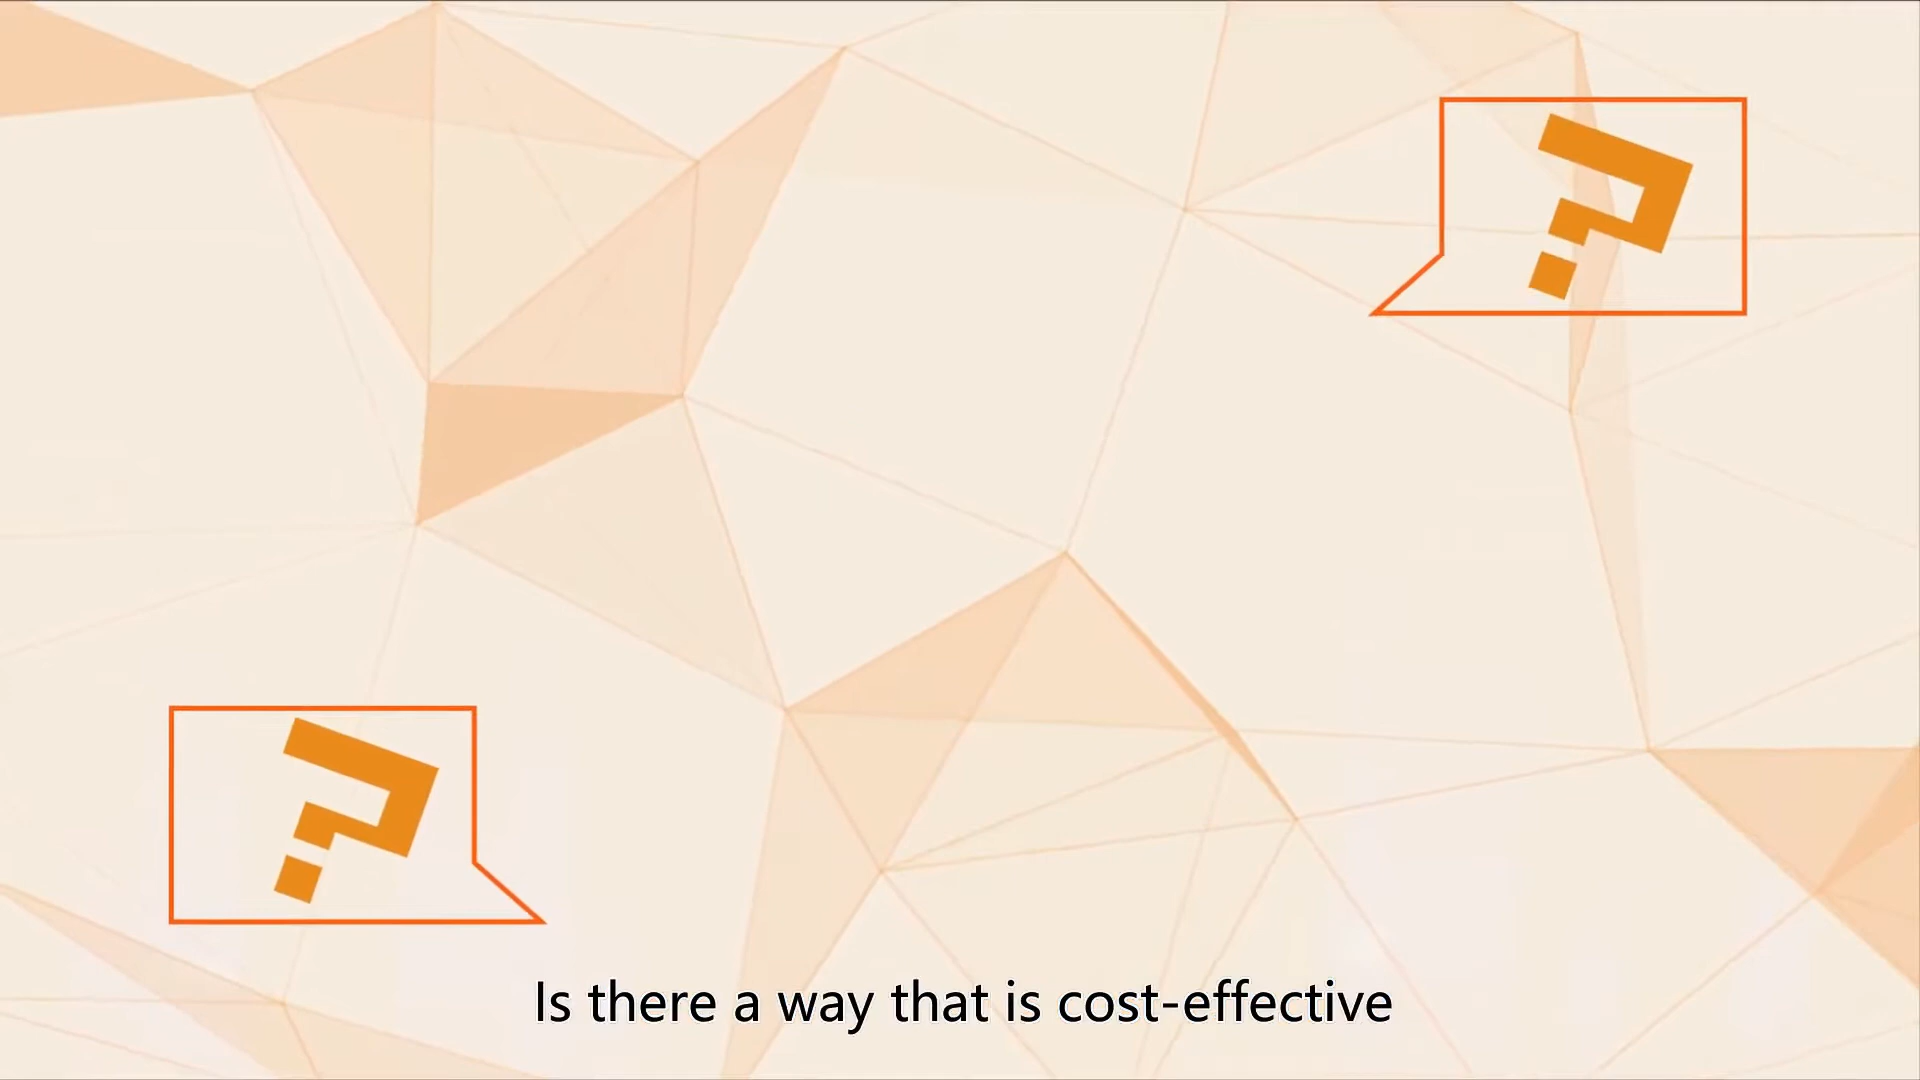 ?
?
Is there a way that is cost-effective